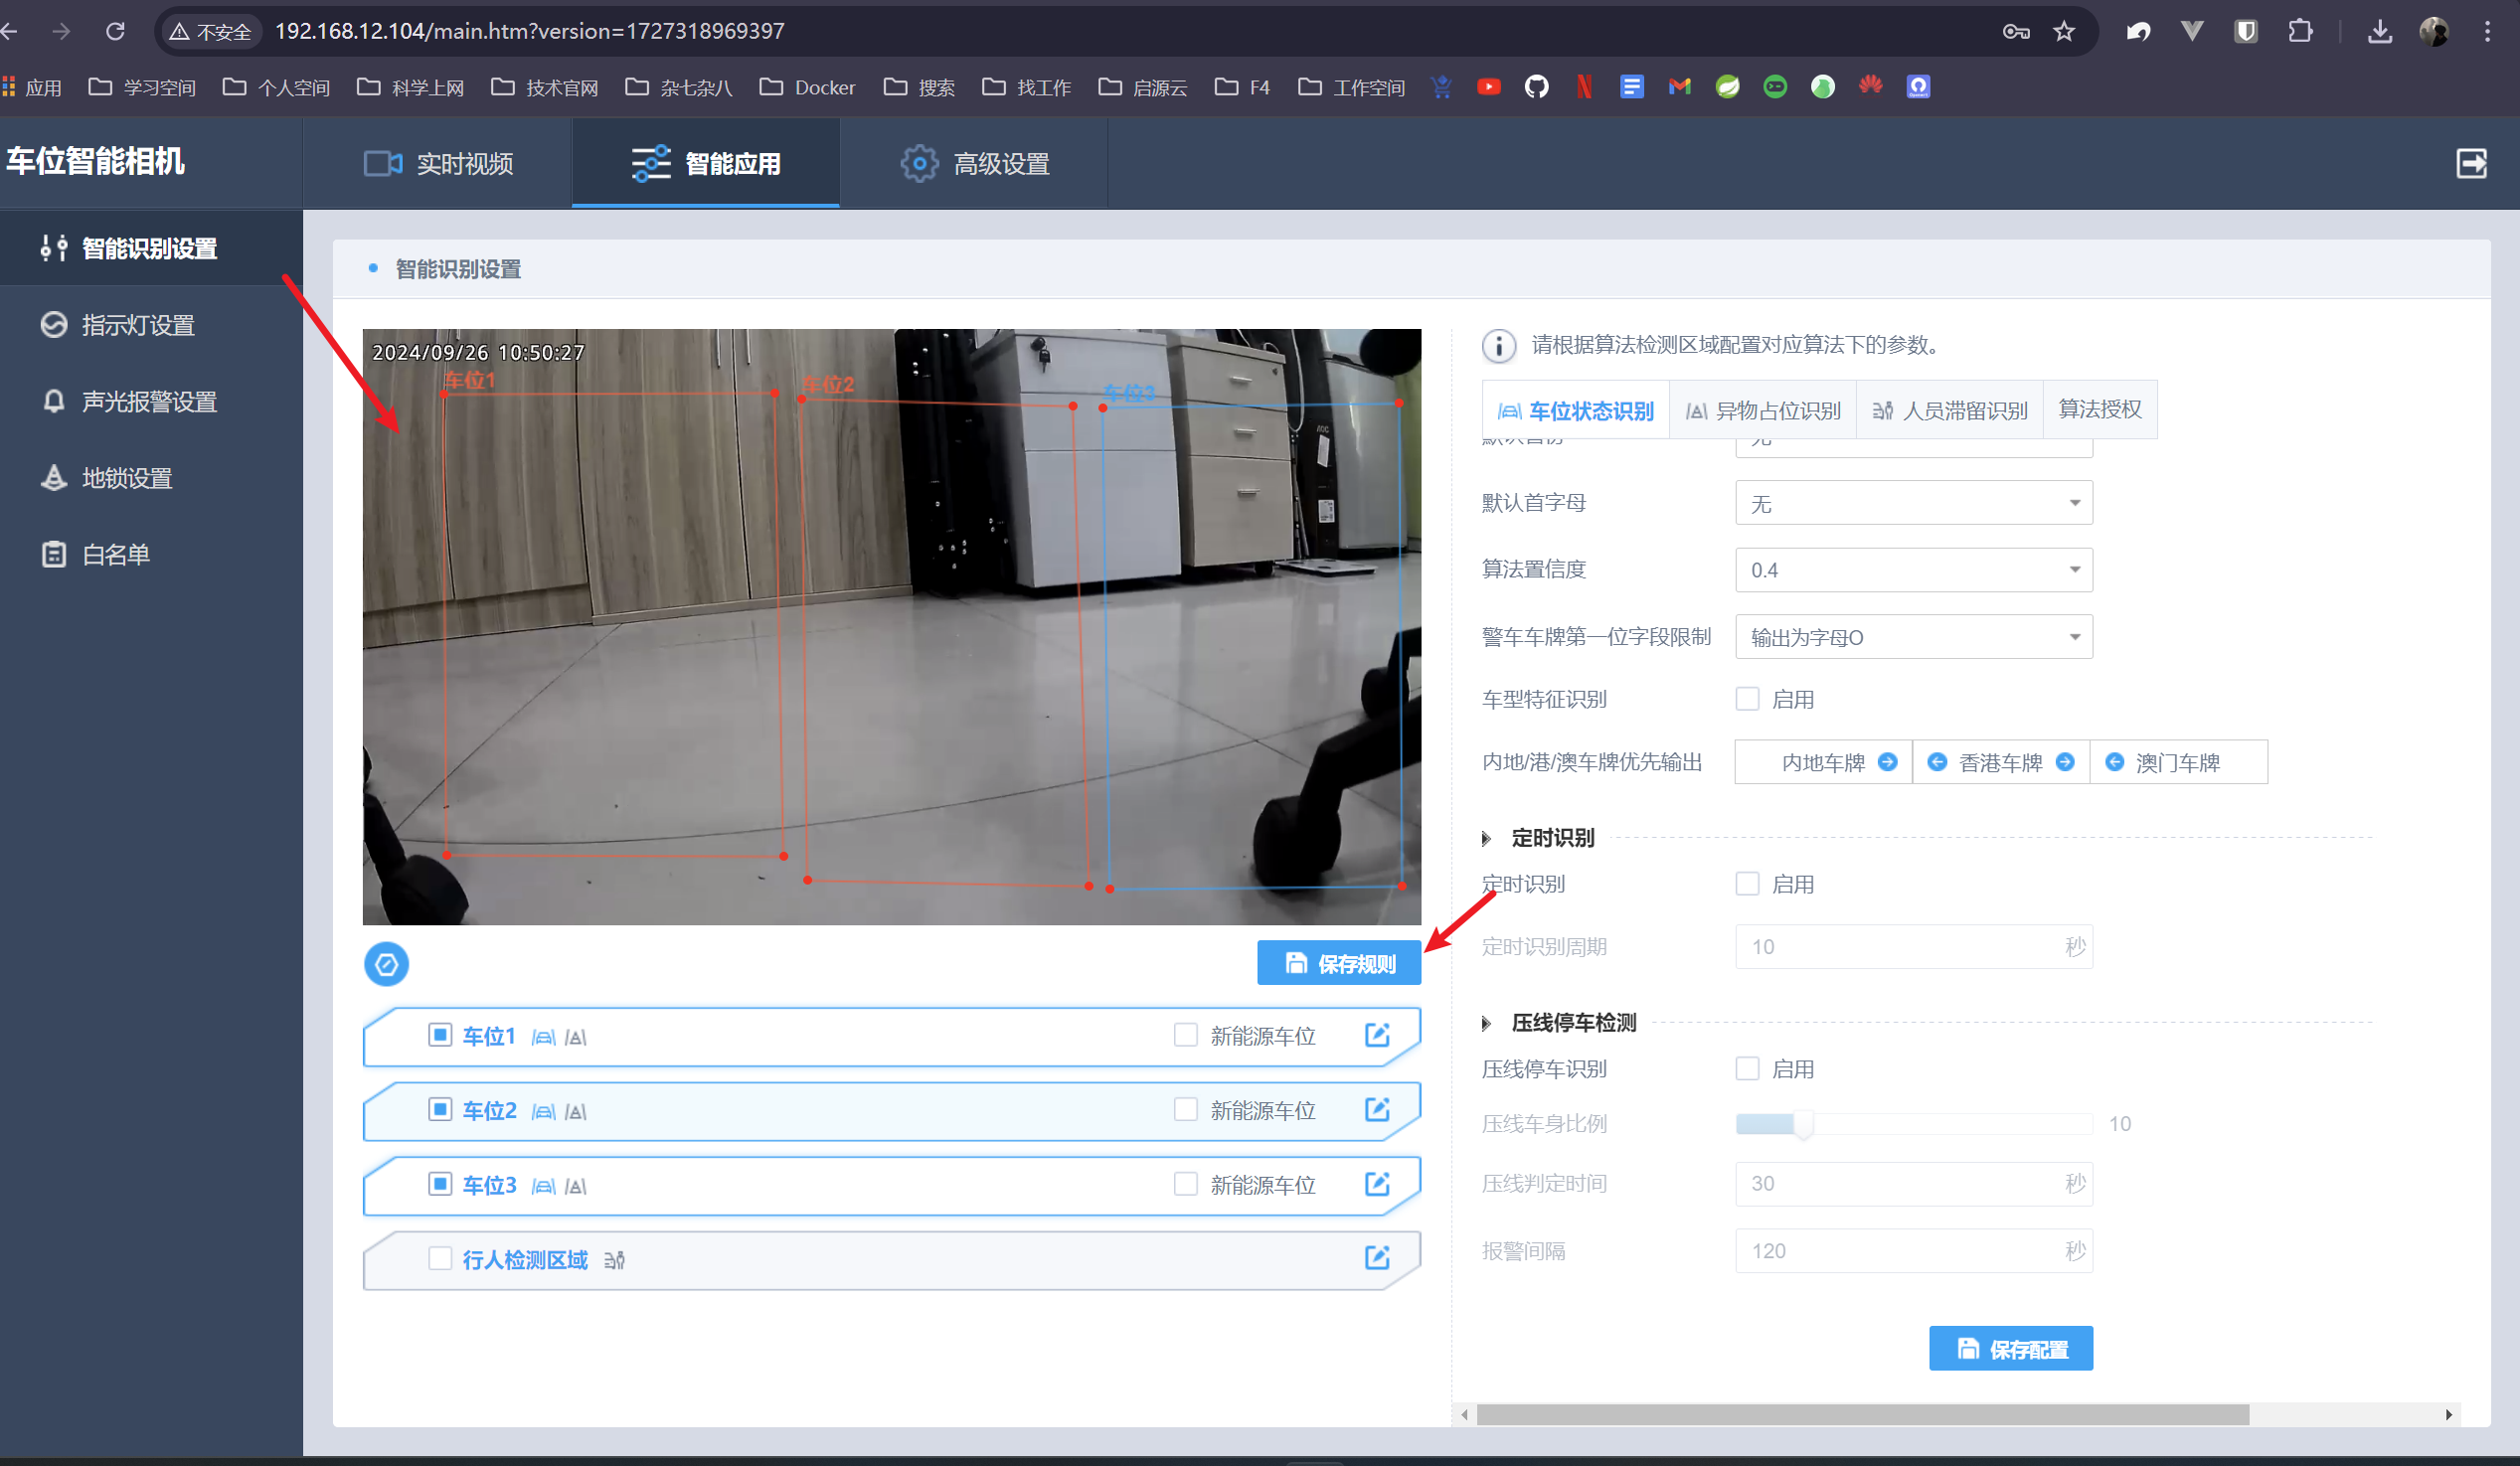 不安全 192.168.12.104/main.htm?version=1727318969397
应用 学习空间 个人空间 科学上网 技术官网 杂七杂八 Docker 搜索 找工作 启源云 F4 工作空间
车位智能相机 实时视频 智能应用 高级设置
智能识别设置
指示灯设置
声光报警设置
地锁设置
白名单
智能识别设置
2024/09/26 10:50:27
车位1 车位2 车位3
AOC
保存规则
车位1 新能源车位
车位2 新能源车位
车位3 新能源车位
行人检测区域
请根据算法检测区域配置对应算法下的参数。
车位状态识别 异物占位识别 人员滞留识别 算法授权
默认省份 无
默认首字母 无
算法置信度 0.4
警车车牌第一位字段限制 输出为字母O
车型特征识别 启用
内地/港/澳车牌优先输出 内地车牌 香港车牌 澳门车牌
定时识别
定时识别 启用
定时识别周期 10 秒
压线停车检测
压线停车识别 启用
压线车身比例 10
压线判定时间 30 秒
报警间隔 120 秒
保存配置